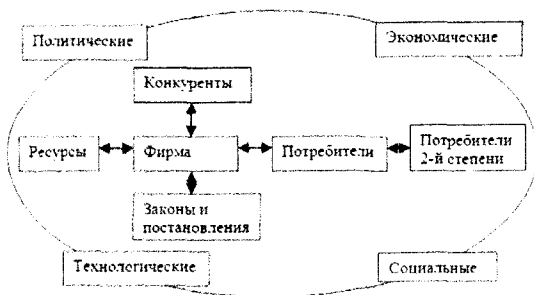 Политические
Экономические
Конкуренты
Ресурсы
Фирма
Потребители
Потребители
2-й степени
Законы и
постановления
Технологические
Социальные